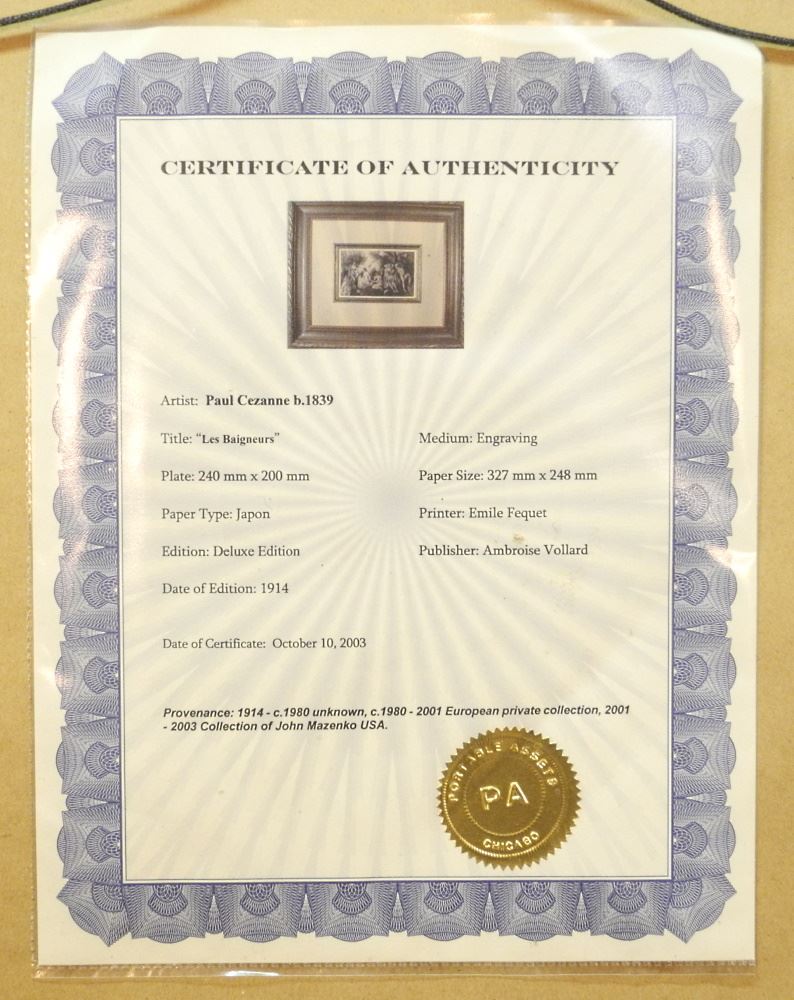 CERTIFICATE OF AUTHENTICITY
Artist: Paul Cezanne b.1839
Title: "Les Baigneurs"
Medium: Engraving
Plate: 240 mm x 200 mm
Paper Size: 327 mm x 248 mm
Paper Type: Japon
Printer: Emile Fequet
Edition: Deluxe Edition
Publisher: Ambroise Vollard
Date of Edition: 1914
Date of Certificate: October 10, 2003
Provenance: 1914 - c.1980 unknown, c.1980 - 2001 European private collection, 2001
- 2003 Collection of John Mazenko USA.
PORTABLE ASSETS
PA
CHICAGO